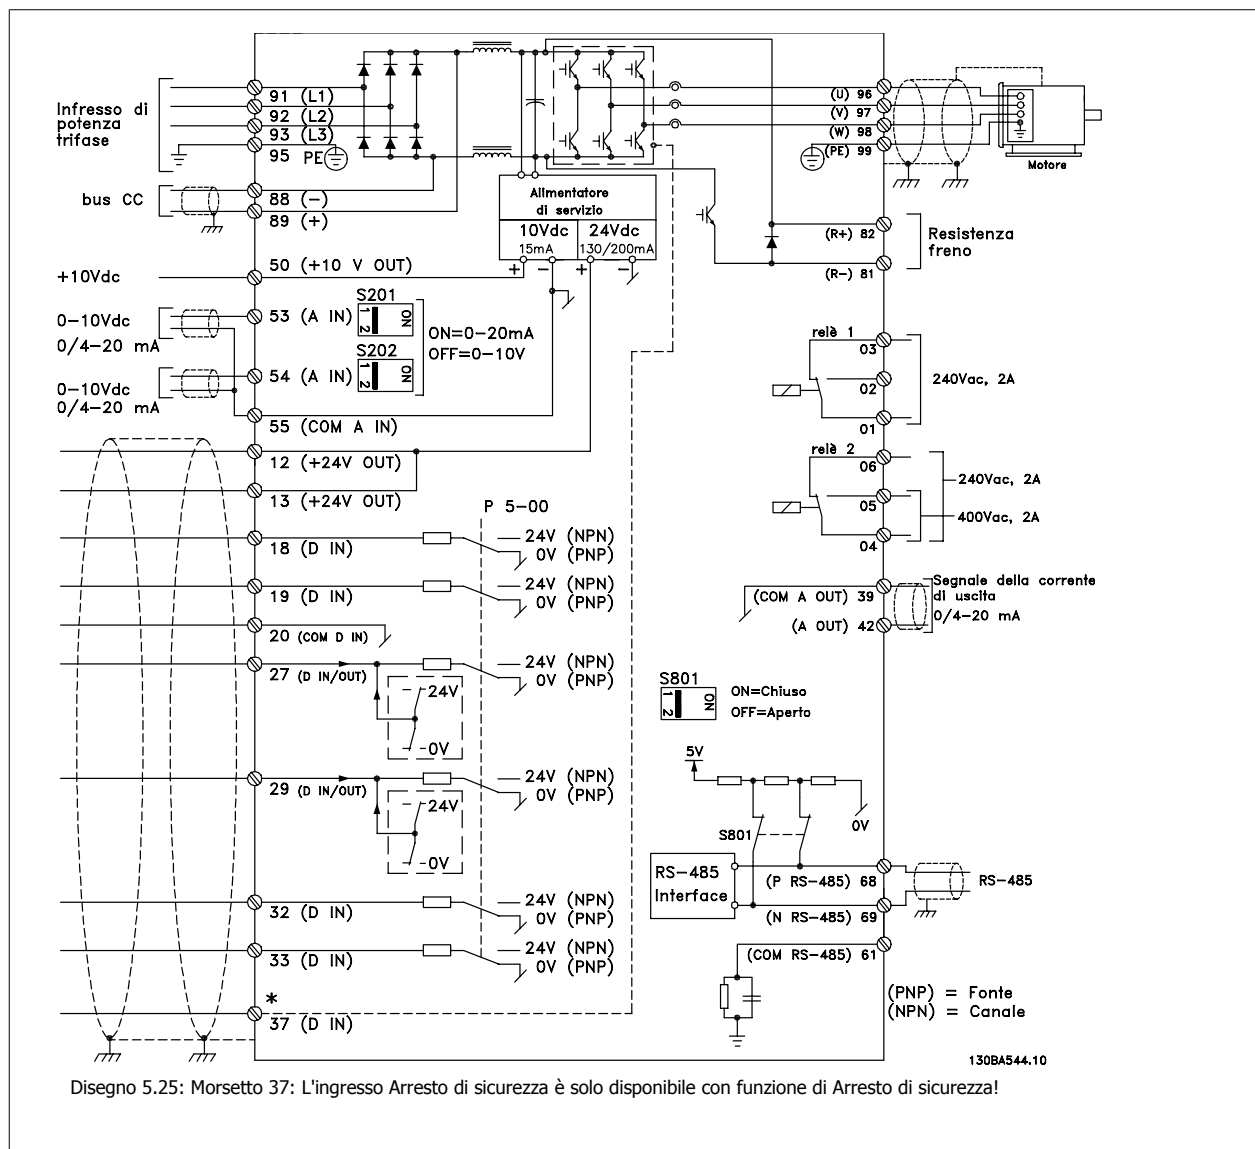 Infresso di
potenza
trifase
91 (L1)
92 (L2)
93 (L3)
95 PE
bus CC
88 (−)
89 (+)
+10Vdc
50 (+10 V OUT)
0−10Vdc
0/4−20 mA
53 (A IN)
S201
1 2
ON
S202
1 2
ON
ON=0−20mA
OFF=0−10V
0−10Vdc
0/4−20 mA
54 (A IN)
55 (COM A IN)
12 (+24V OUT)
13 (+24V OUT)
Alimentatore
di servizio
10Vdc
15mA
24Vdc
130/200mA
+ − + −
P 5-00
18 (D IN)
24V (NPN)
0V (PNP)
19 (D IN)
24V (NPN)
0V (PNP)
20 (COM D IN)
27 (D IN/OUT)
24V (NPN)
0V (PNP)
24V
0V
29 (D IN/OUT)
24V (NPN)
0V (PNP)
24V
0V
32 (D IN)
24V (NPN)
0V (PNP)
33 (D IN)
24V (NPN)
0V (PNP)
*
37 (D IN)
(U) 96
(V) 97
(W) 98
(PE) 99
Motore
(R+) 82
(R−) 81
Resistenza
freno
relè 1
03
02
01
240Vac, 2A
relè 2
06
05
04
240Vac, 2A
400Vac, 2A
(COM A OUT) 39
(A OUT) 42
Segnale della corrente
di uscita
0/4−20 mA
S801
1 2
ON
ON=Chiuso
OFF=Aperto
5V
0V
S801
RS−485
Interface
(P RS−485) 68
(N RS−485) 69
(COM RS−485) 61
RS−485
(PNP) = Fonte
(NPN) = Canale
130BA544.10
Disegno 5.25: Morsetto 37: L'ingresso Arresto di sicurezza è solo disponibile con funzione di Arresto di sicurezza!